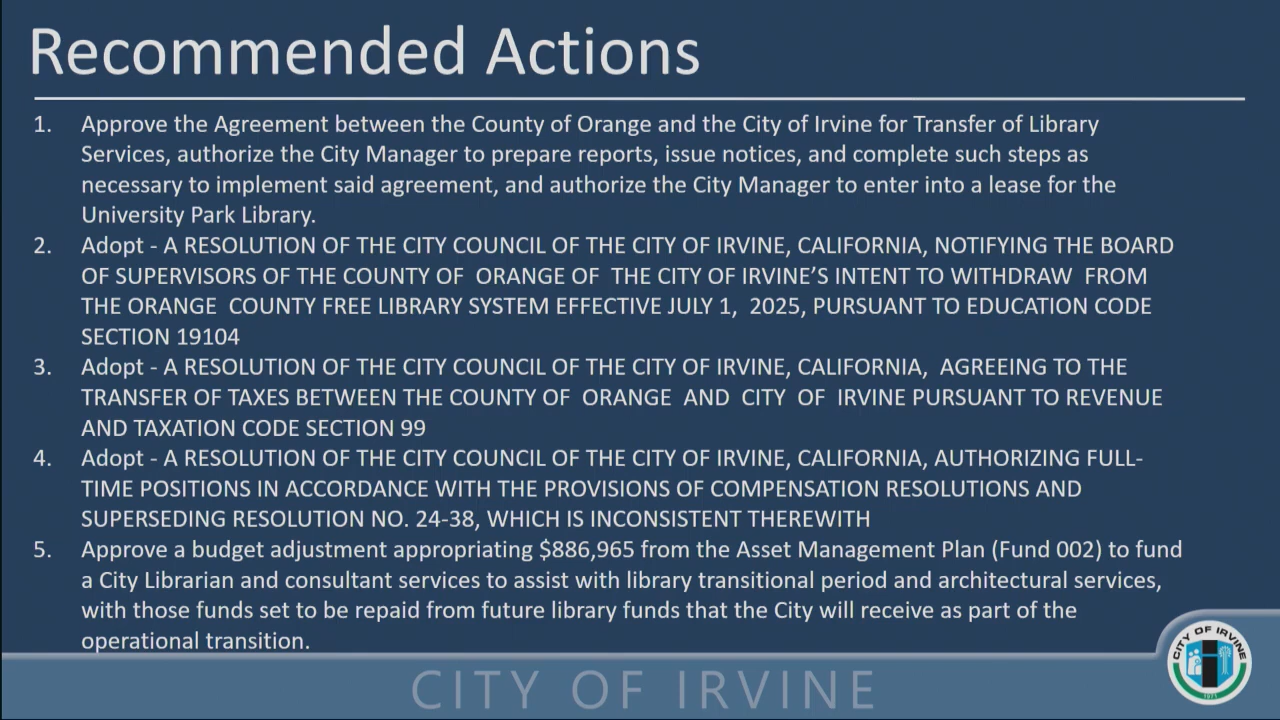 Recommended Actions
1. Approve the Agreement between the County of Orange and the City of Irvine for Transfer of Library
Services, authorize the City Manager to prepare reports, issue notices, and complete such steps as
necessary to implement said agreement, and authorize the City Manager to enter into a lease for the
University Park Library.
2. Adopt - A RESOLUTION OF THE CITY COUNCIL OF THE CITY OF IRVINE, CALIFORNIA, NOTIFYING THE BOARD
OF SUPERVISORS OF THE COUNTY OF ORANGE OF THE CITY OF IRVINE’S INTENT TO WITHDRAW FROM
THE ORANGE COUNTY FREE LIBRARY SYSTEM EFFECTIVE JULY 1, 2025, PURSUANT TO EDUCATION CODE
SECTION 19104
3. Adopt - A RESOLUTION OF THE CITY COUNCIL OF THE CITY OF IRVINE, CALIFORNIA, AGREEING TO THE
TRANSFER OF TAXES BETWEEN THE COUNTY OF ORANGE AND CITY OF IRVINE PURSUANT TO REVENUE
AND TAXATION CODE SECTION 99
4. Adopt - A RESOLUTION OF THE CITY COUNCIL OF THE CITY OF IRVINE, CALIFORNIA, AUTHORIZING FULL-
TIME POSITIONS IN ACCORDANCE WITH THE PROVISIONS OF COMPENSATION RESOLUTIONS AND
SUPERSEDING RESOLUTION NO. 24-38, WHICH IS INCONSISTENT THEREWITH
5. Approve a budget adjustment appropriating $886,965 from the Asset Management Plan (Fund 002) to fund
a City Librarian and consultant services to assist with library transitional period and architectural services,
with those funds set to be repaid from future library funds that the City will receive as part of the
operational transition.
CITY OF IRVINE
CITY OF IRVINE
1971